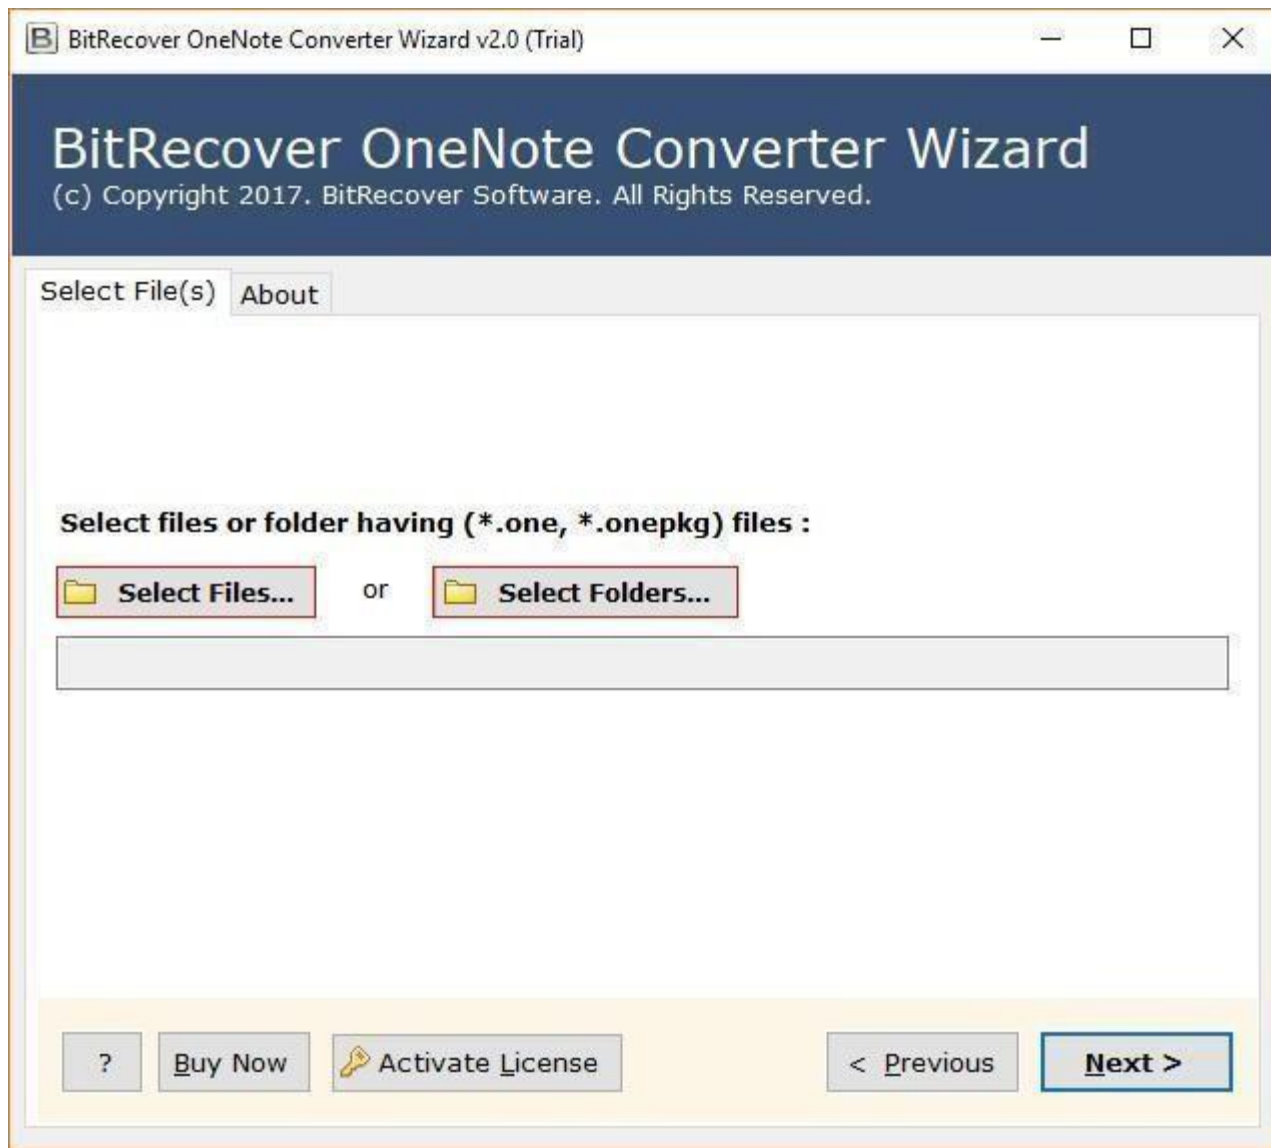 B BitRecover OneNote Converter Wizard v2.0 (Trial)
BitRecover OneNote Converter Wizard
(c) Copyright 2017. BitRecover Software. All Rights Reserved.
Select File(s) About
Select files or folder having (*.one, *.onepkg) files :
Select Files... or Select Folders...
? Buy Now Activate License < Previous Next >